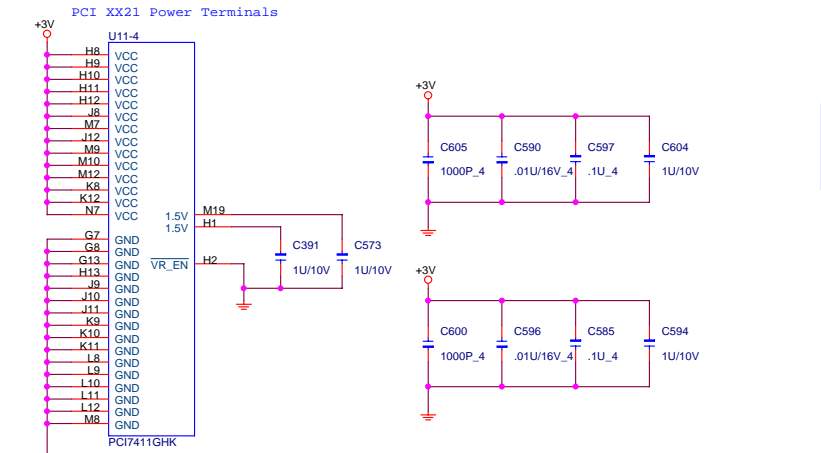 PCI XX21 Power Terminals
+3V
U11-4
H8 VCC
H9 VCC
H10 VCC
H11 VCC
H12 VCC
J8 VCC
M7 VCC
J12 VCC
M9 VCC
M10 VCC
M12 VCC
K8 VCC
K12 VCC
N7 VCC
1.5V M19
1.5V H1
VR_EN H2
G7 GND
G8 GND
G13 GND
H13 GND
J9 GND
J10 GND
J11 GND
K9 GND
K10 GND
K11 GND
L8 GND
L9 GND
L10 GND
L11 GND
L12 GND
M8 GND
PCI7411GHK
C391
1U/10V
C573
1U/10V
+3V
C605
1000P_4
C590
.01U/16V_4
C597
.1U_4
C604
1U/10V
+3V
C600
1000P_4
C596
.01U/16V_4
C585
.1U_4
C594
1U/10V